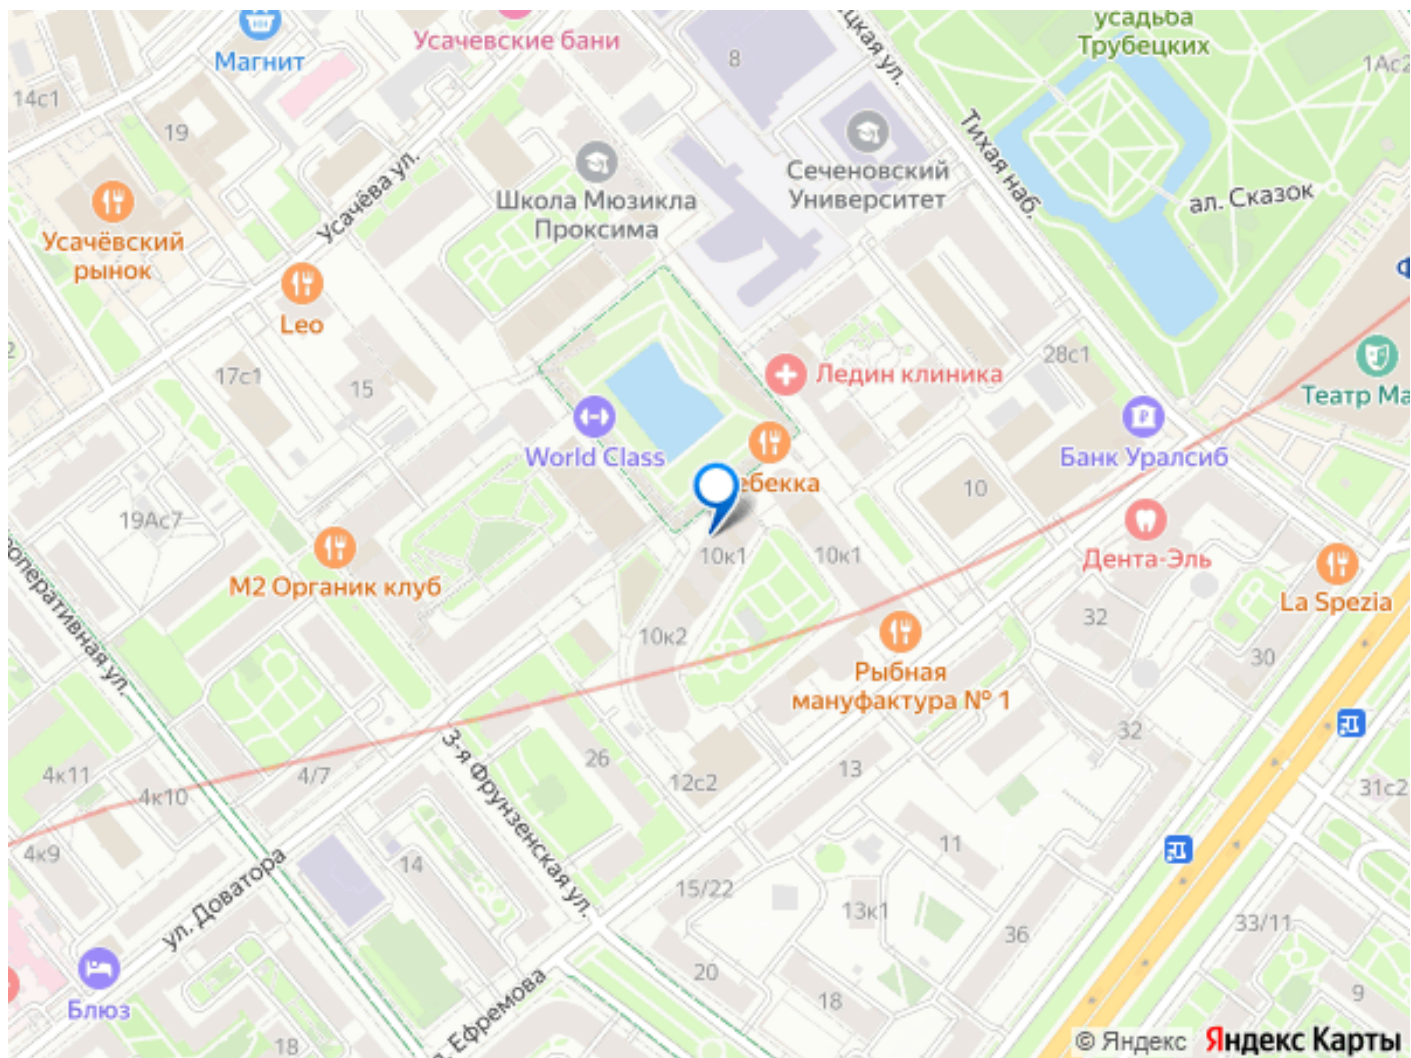 усадьба
Трубецких
Усачевские бани
Магнит
8
1Ас2
14с1
19
Тихая наб.
Школа Мюзикла
Проксима
Сеченовский
Университет
ал. Сказок
Усачёва ул.
Усачёвский
рынок
Leo
28с1
17с1
15
Ледин клиника
Театр Ма
World Class
Банк Уралсиб
10
19Ас7
10к1
10к1
Дента-Эль
М2 Органик клуб
La Spezia
32
10к2
30
Рыбная
мануфактура № 1
32
3-я Фрунзенская ул.
26
12с2
13
4к11
4/7
4к10
31с2
4к9
14
11
ул. Доватора
15/22
13к1
33/11
36
20
18
9
Блюз
18
Ефремова
© Яндекс
Яндекс Карты